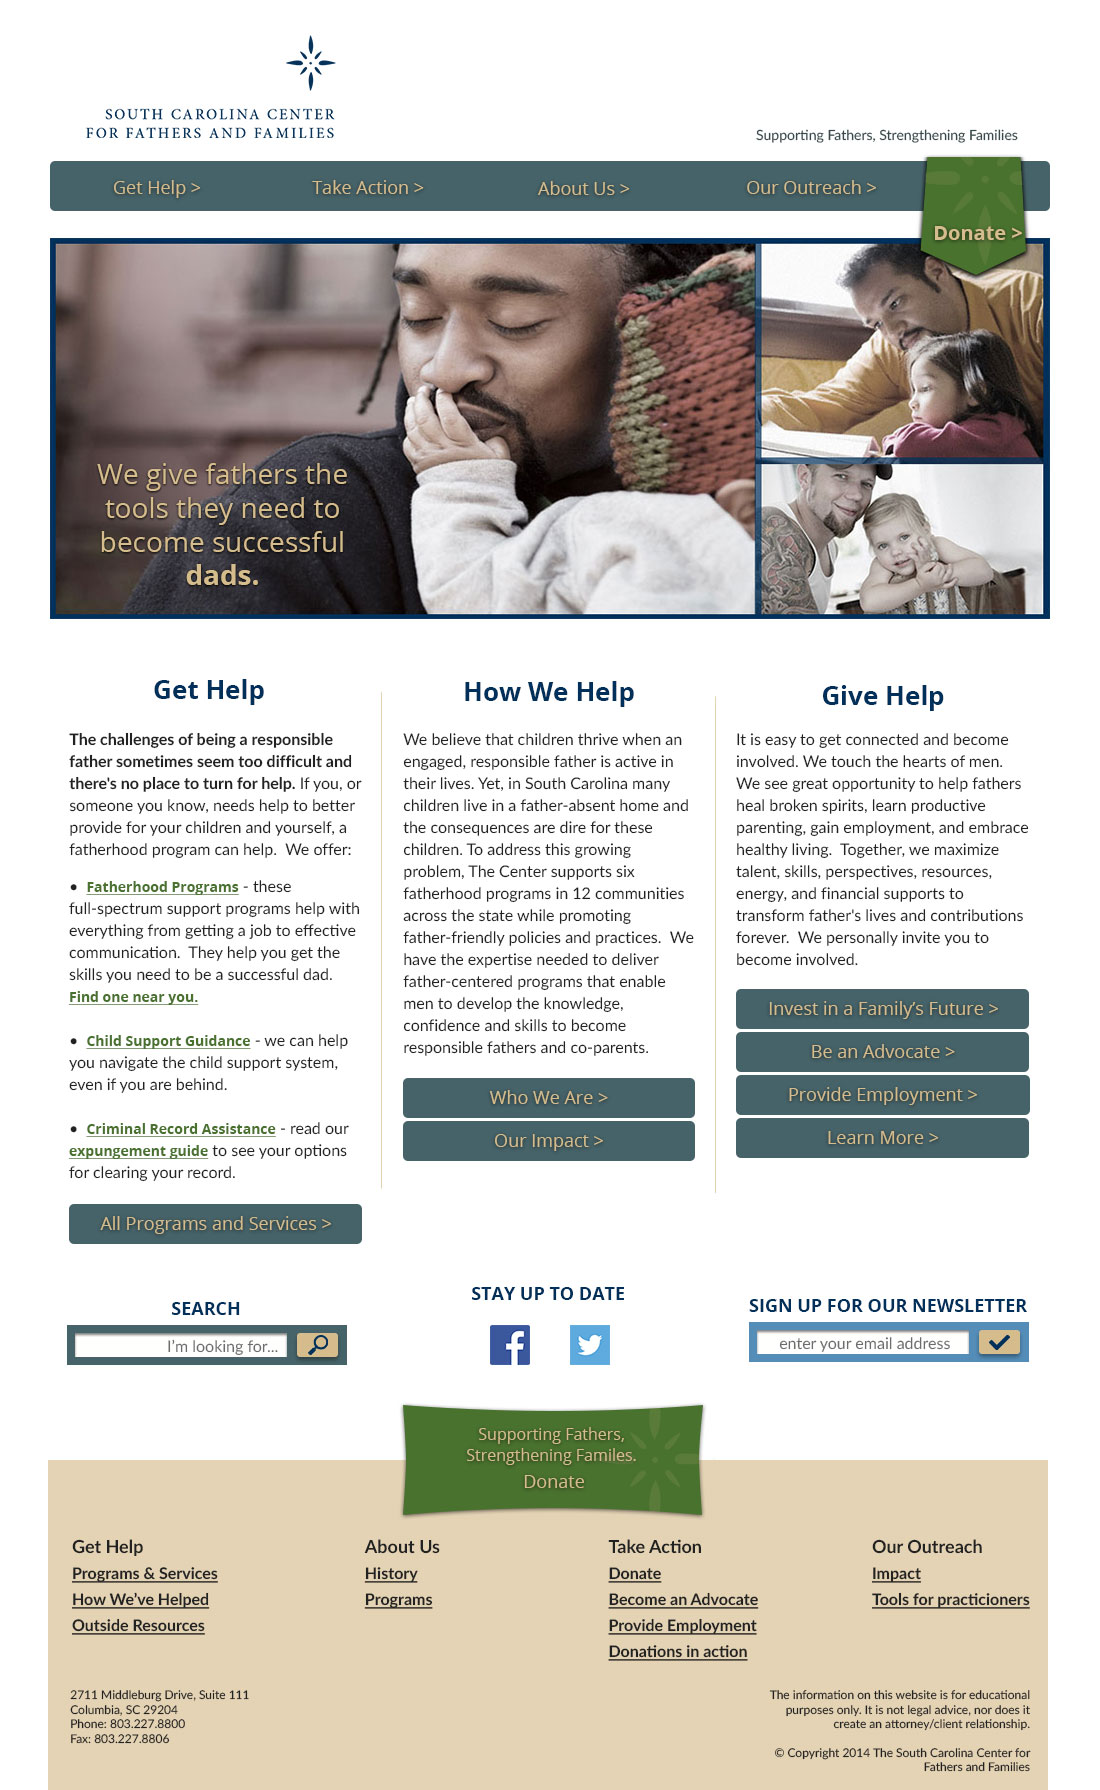 SOUTH CAROLINA CENTER
FOR FATHERS AND FAMILIES
Supporting Fathers, Strengthening Families
Get Help >
Take Action >
About Us >
Our Outreach >
Donate >
We give fathers the
tools they need to
become successful
dads.
Get Help
The challenges of being a responsible
father sometimes seem too difficult and
there's no place to turn for help. If you, or
someone you know, needs help to better
provide for your children and yourself, a
fatherhood program can help.  We offer:
• Fatherhood Programs - these
full-spectrum support programs help with
everything from getting a job to effective
communication.  They help you get the
skills you need to be a successful dad.
Find one near you.
• Child Support Guidance - we can help
you navigate the child support system,
even if you are behind.
• Criminal Record Assistance - read our
expungement guide to see your options
for clearing your record.
All Programs and Services >
How We Help
We believe that children thrive when an
engaged, responsible father is active in
their lives. Yet, in South Carolina many
children live in a father-absent home and
the consequences are dire for these
children. To address this growing
problem, The Center supports six
fatherhood programs in 12 communities
across the state while promoting
father-friendly policies and practices.  We
have the expertise needed to deliver
father-centered programs that enable
men to develop the knowledge,
confidence and skills to become
responsible fathers and co-parents.
Who We Are >
Our Impact >
Give Help
It is easy to get connected and become
involved. We touch the hearts of men.
We see great opportunity to help fathers
heal broken spirits, learn productive
parenting, gain employment, and embrace
healthy living.  Together, we maximize
talent, skills, perspectives, resources,
energy, and financial supports to
transform father's lives and contributions
forever.  We personally invite you to
become involved.
Invest in a Family's Future >
Be an Advocate >
Provide Employment >
Learn More >
SEARCH
I'm looking for...
STAY UP TO DATE
SIGN UP FOR OUR NEWSLETTER
enter your email address
Supporting Fathers,
Strengthening Familes.
Donate
Get Help
Programs & Services
How We've Helped
Outside Resources
About Us
History
Programs
Take Action
Donate
Become an Advocate
Provide Employment
Donations in action
Our Outreach
Impact
Tools for practicioners
2711 Middleburg Drive, Suite 111
Columbia, SC 29204
Phone: 803.227.8800
Fax: 803.227.8806
The information on this website is for educational
purposes only. It is not legal advice, nor does it
create an attorney/client relationship.
© Copyright 2014 The South Carolina Center for
Fathers and Families